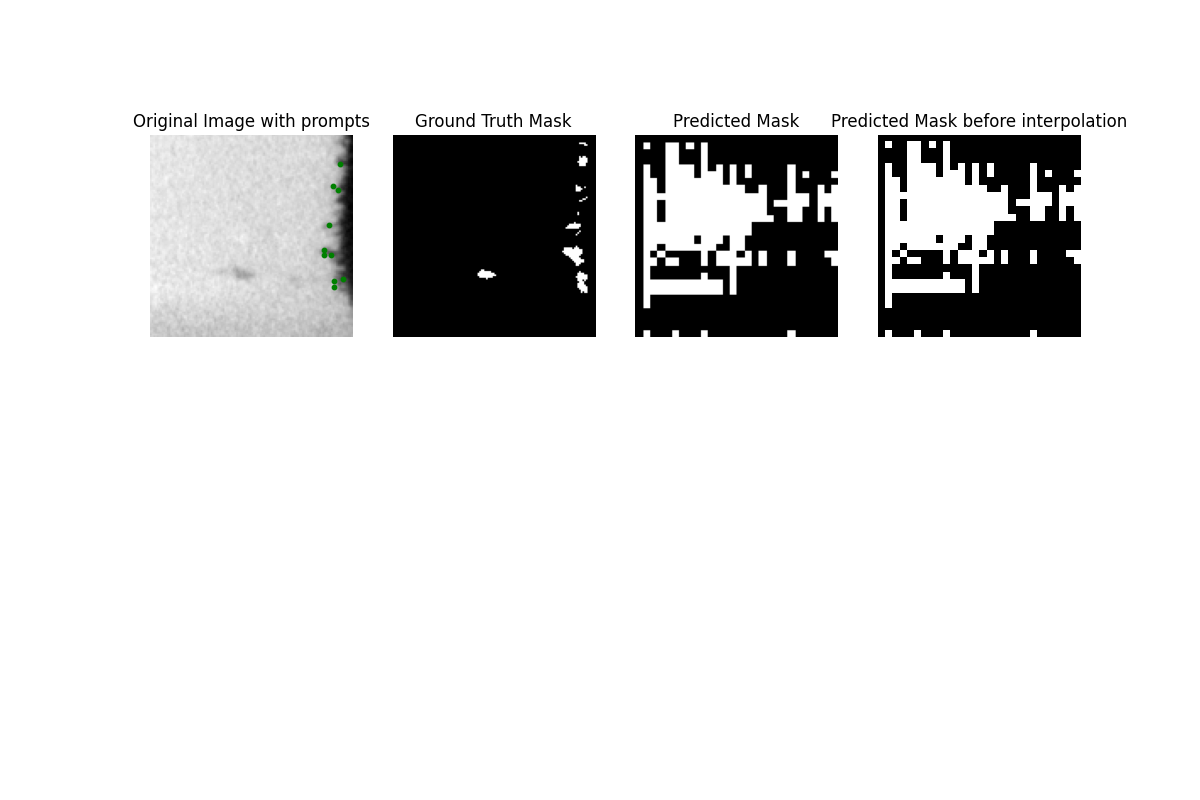 Original Image with prompts
Ground Truth Mask
Predicted Mask
Predicted Mask before interpolation